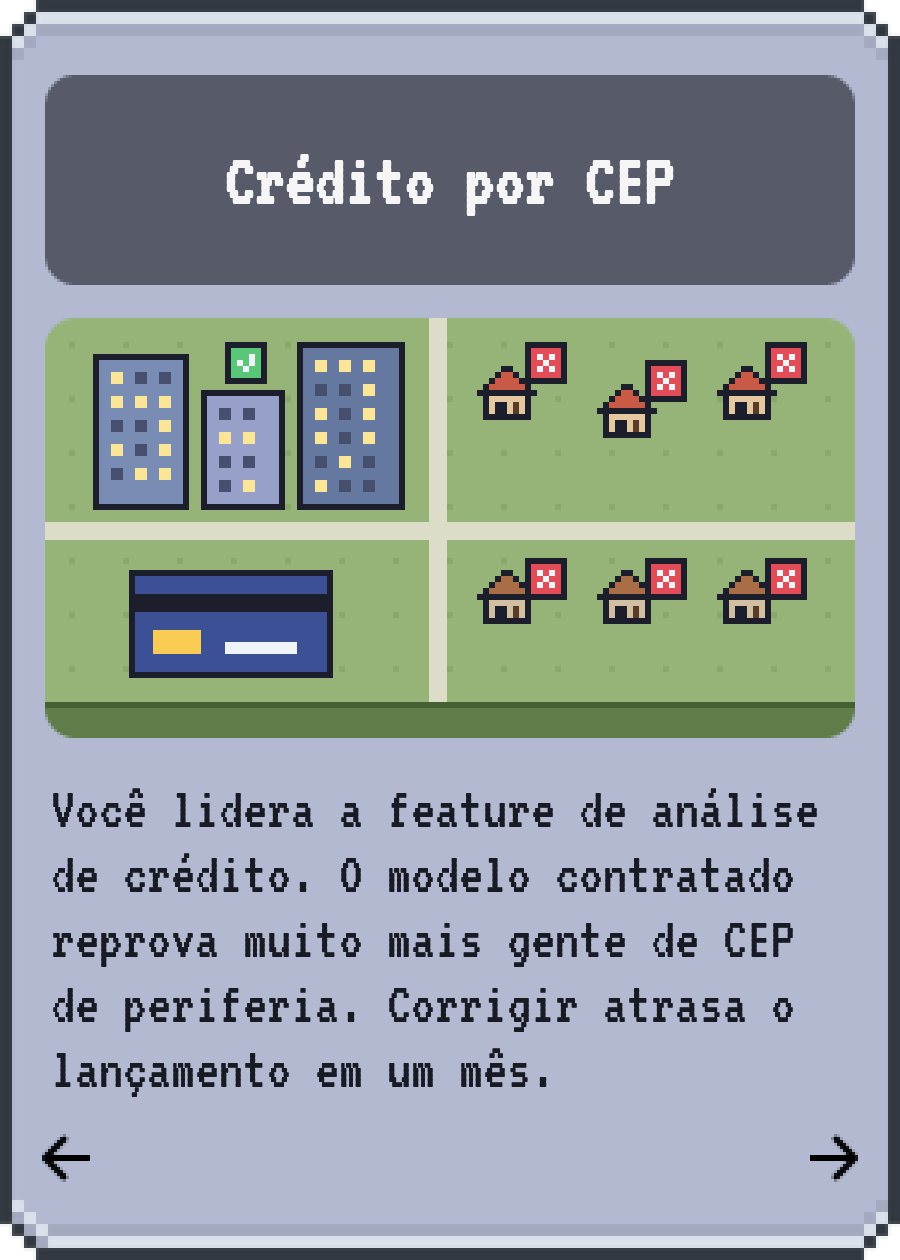 Crédito por CEP
Você lidera a feature de análise
de crédito. O modelo contratado
reprova muito mais gente de CEP
de periferia. Corrigir atrasa o
lançamento em um mês.